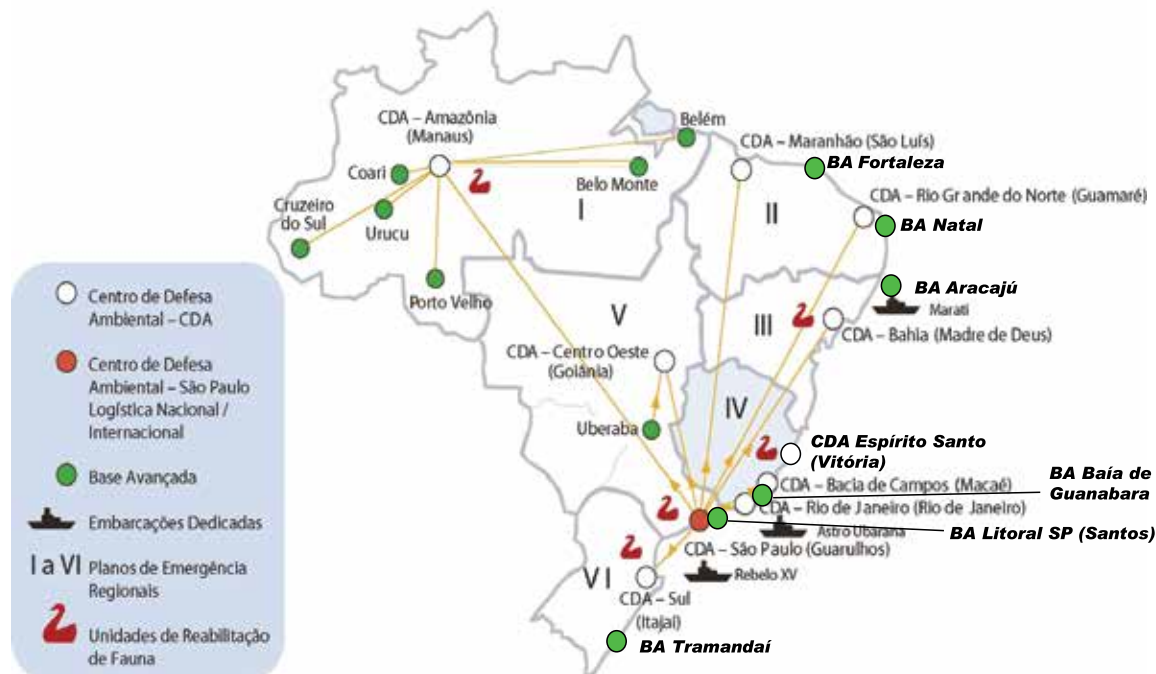 CDA – Amazônia
(Manaus)
Belém
CDA – Maranhão (São Luís)
BA Fortaleza
Coari
Belo Monte
CDA – Rio Grande do Norte (Guamaré)
Cruzeiro
do Sul
Urucu
I
II
BA Natal
Porto Velho
BA Aracajú
Marati
V
III
CDA – Bahia (Madre de Deus)
CDA – Centro Oeste
(Goiânia)
IV
Uberaba
CDA Espírito Santo
(Vitória)
BA Baía de
Guanabara
CDA – Bacia de Campos (Macaé)
CDA – Rio de Janeiro (Rio de Janeiro)
Astro Ubarana
BA Litoral SP (Santos)
CDA – São Paulo (Guarulhos)
Rebelo XV
VI
CDA – Sul
(Itajaí)
BA Tramandaí
Centro de Defesa
Ambiental – CDA
Centro de Defesa
Ambiental – São Paulo
Logística Nacional /
Internacional
Base Avançada
Embarcações Dedicadas
I a VI Planos de Emergência
Regionais
Unidades de Reabilitação
de Fauna